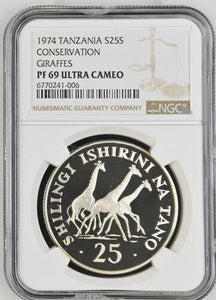 1974 TANZANIA S25S
CONSERVATION
GIRAFFES
PF 69 ULTRA CAMEO
6770241-006
NUMISMATIC GUARANTY COMPANY
NGC
SHILINGI ISHIRINI NA TANO
· 25 ·